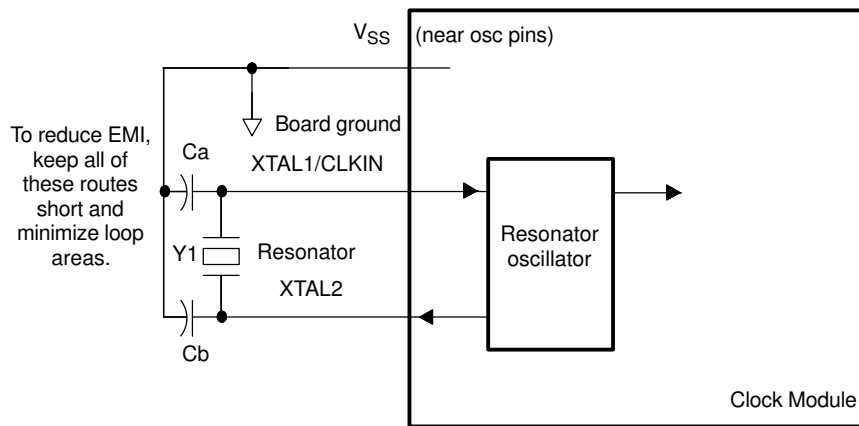 VSS (near osc pins)
To reduce EMI,
keep all of
these routes
short and
minimize loop
areas.
Board ground
Ca
XTAL1/CLKIN
Y1
Resonator
XTAL2
Cb
Resonator
oscillator
Clock Module